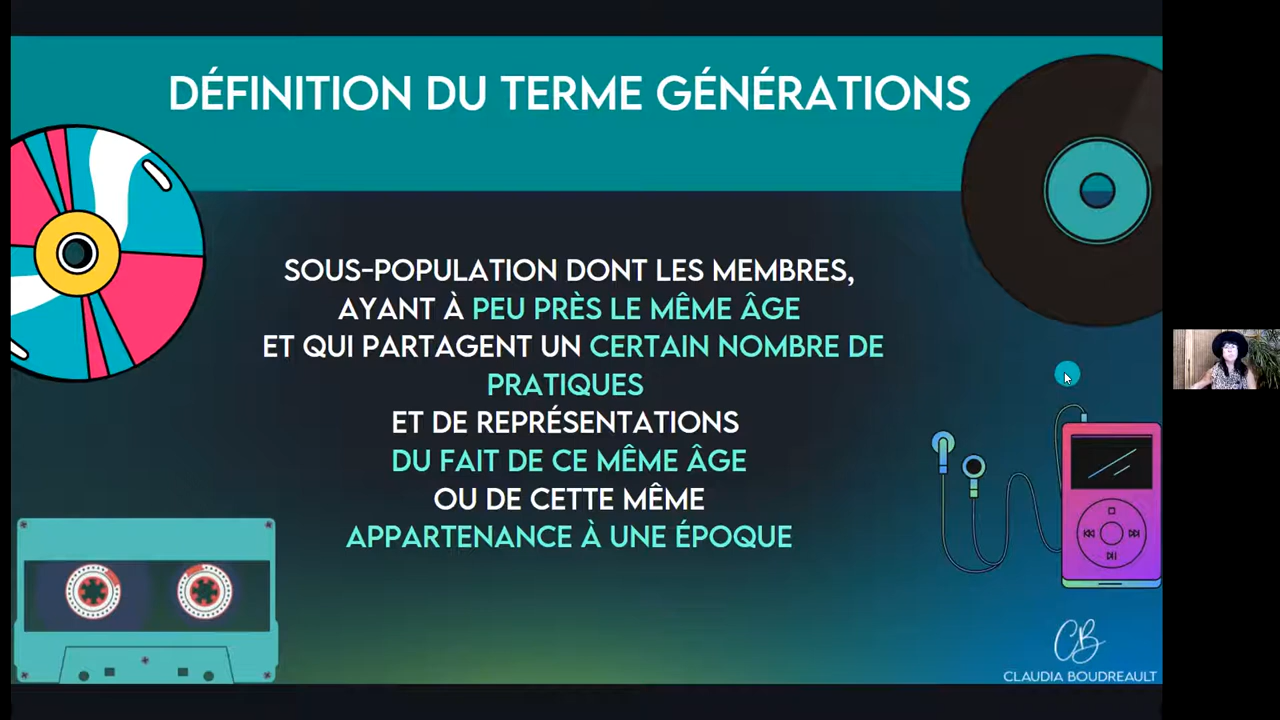 DÉFINITION DU TERME GÉNÉRATIONS
SOUS-POPULATION DONT LES MEMBRES,
AYANT À PEU PRÈS LE MÊME ÂGE
ET QUI PARTAGENT UN CERTAIN NOMBRE DE
PRATIQUES
ET DE REPRÉSENTATIONS
DU FAIT DE CE MÊME ÂGE
OU DE CETTE MÊME
APPARTENANCE À UNE ÉPOQUE
CB
CLAUDIA BOUDREAULT